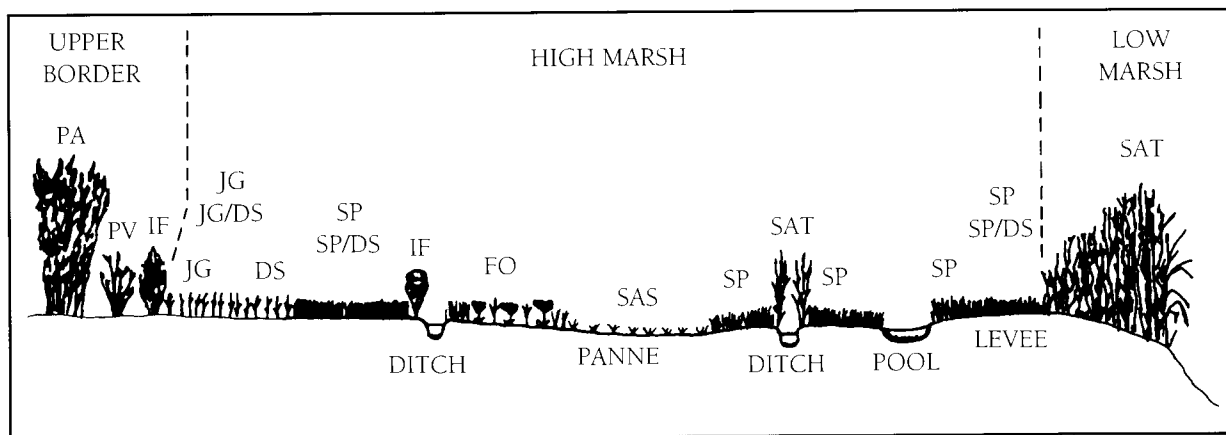 UPPER
BORDER
HIGH MARSH
LOW
MARSH
PA
SAT
JG
JG/DS
SP
SP/DS
SP
SP/DS
PV
IF
IF
SAT
JG
DS
FO
SAS
SP
SP
SP
DITCH
PANNE
DITCH
POOL
LEVEE